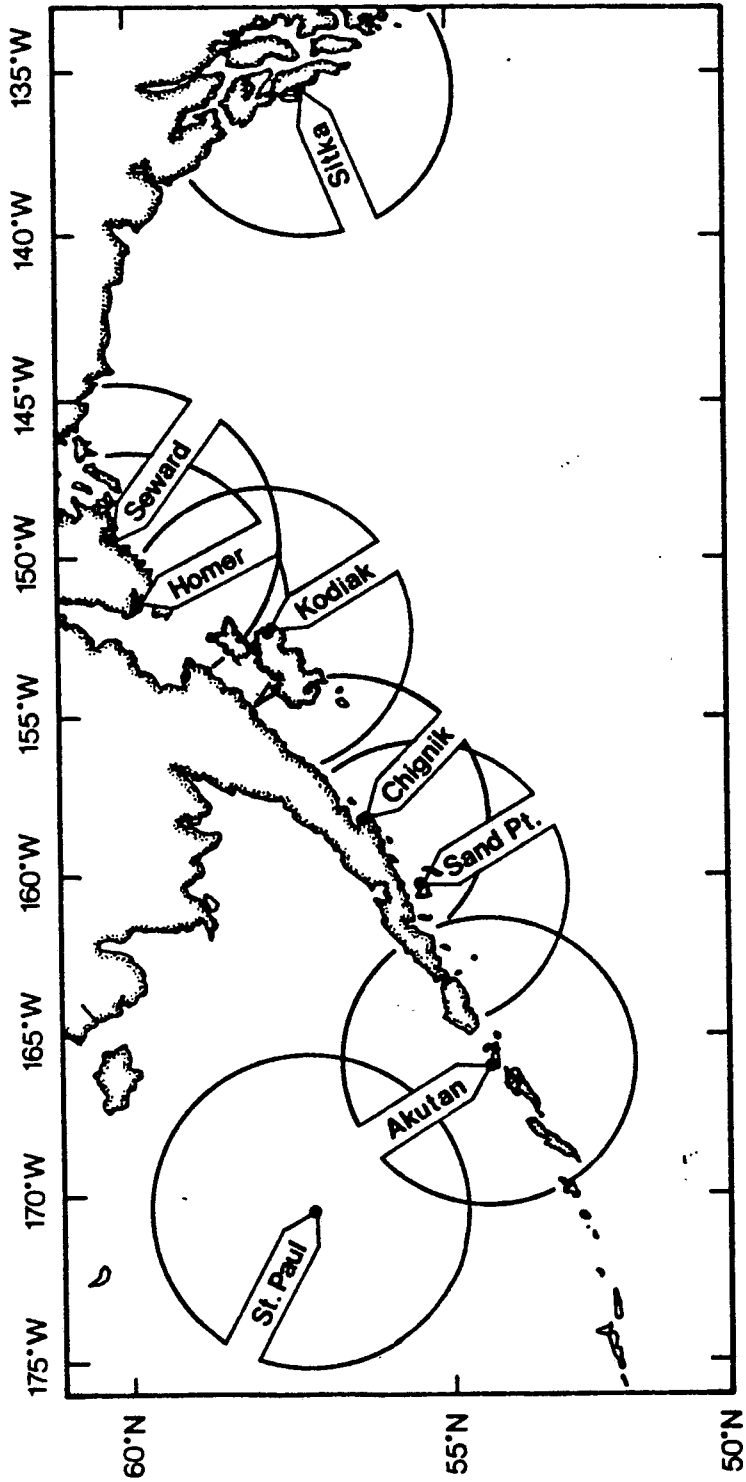 175°W
170°W
165°W
160°W
155°W
150°W
145°W
140°W
135°W
60°N
55°N
50°N
St. Paul
Akutan
Sand Pt.
Chignik
Kodiak
Homer
Seward
Sitka